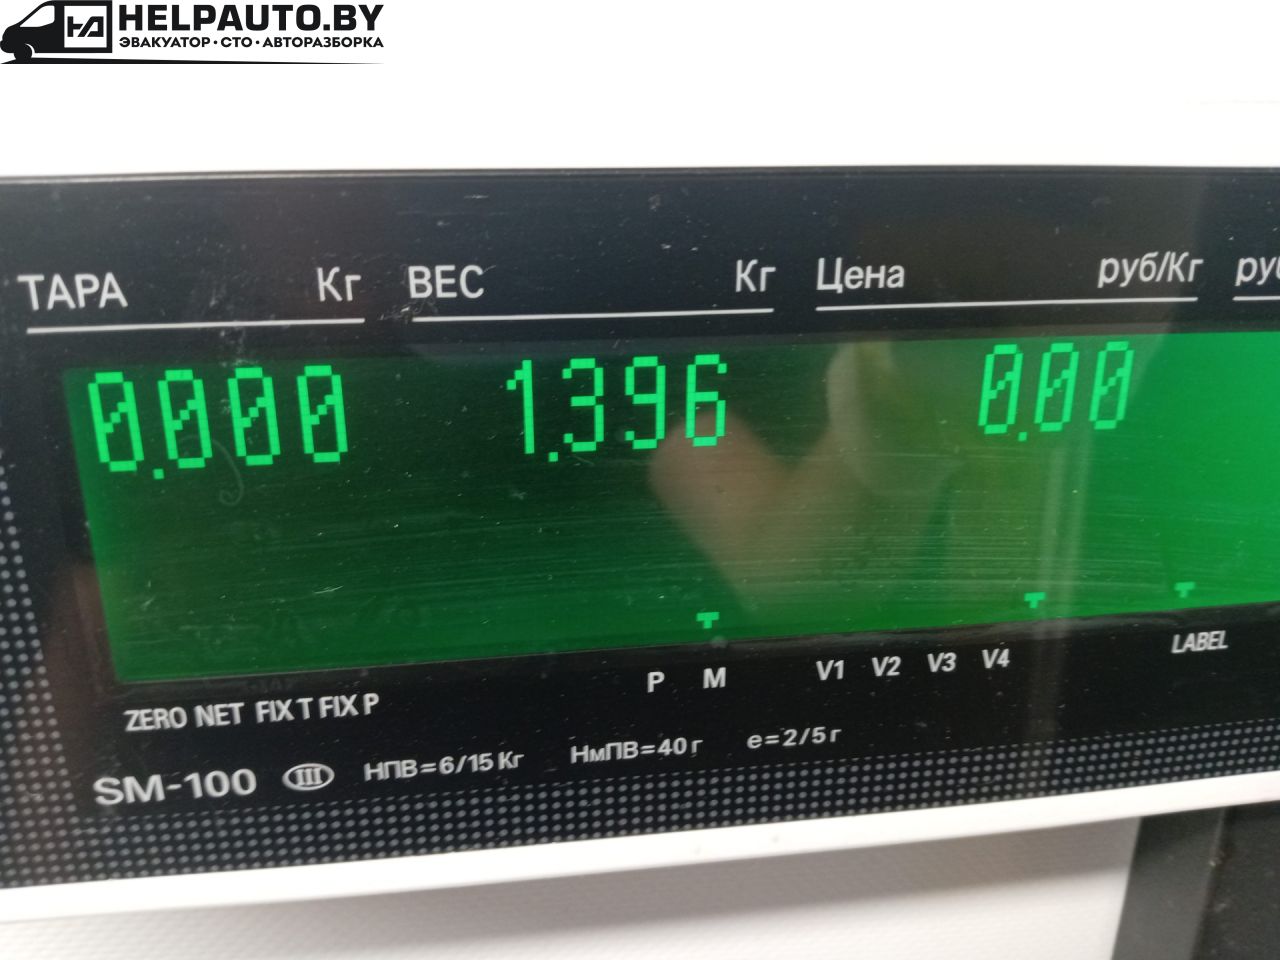 HELPAUTO.BY
ЭВАКУАТОР·СТО·АВТОРАЗБОРКА
ТАРА Кг ВЕС Кг Цена руб/Кг
0.000 1.396 0.00
P M V1 V2 V3 V4 LABEL
ZERO NET FIX T FIX P
SM-100 III НПВ=6/15 Кг НмПВ=40 г e=2/5 г